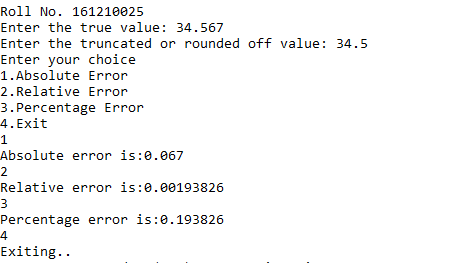 Roll No. 161210025
Enter the true value: 34.567
Enter the truncated or rounded off value: 34.5
Enter your choice
1.Absolute Error
2.Relative Error
3.Percentage Error
4.Exit
1
Absolute error is:0.067
2
Relative error is:0.00193826
3
Percentage error is:0.193826
4
Exiting..